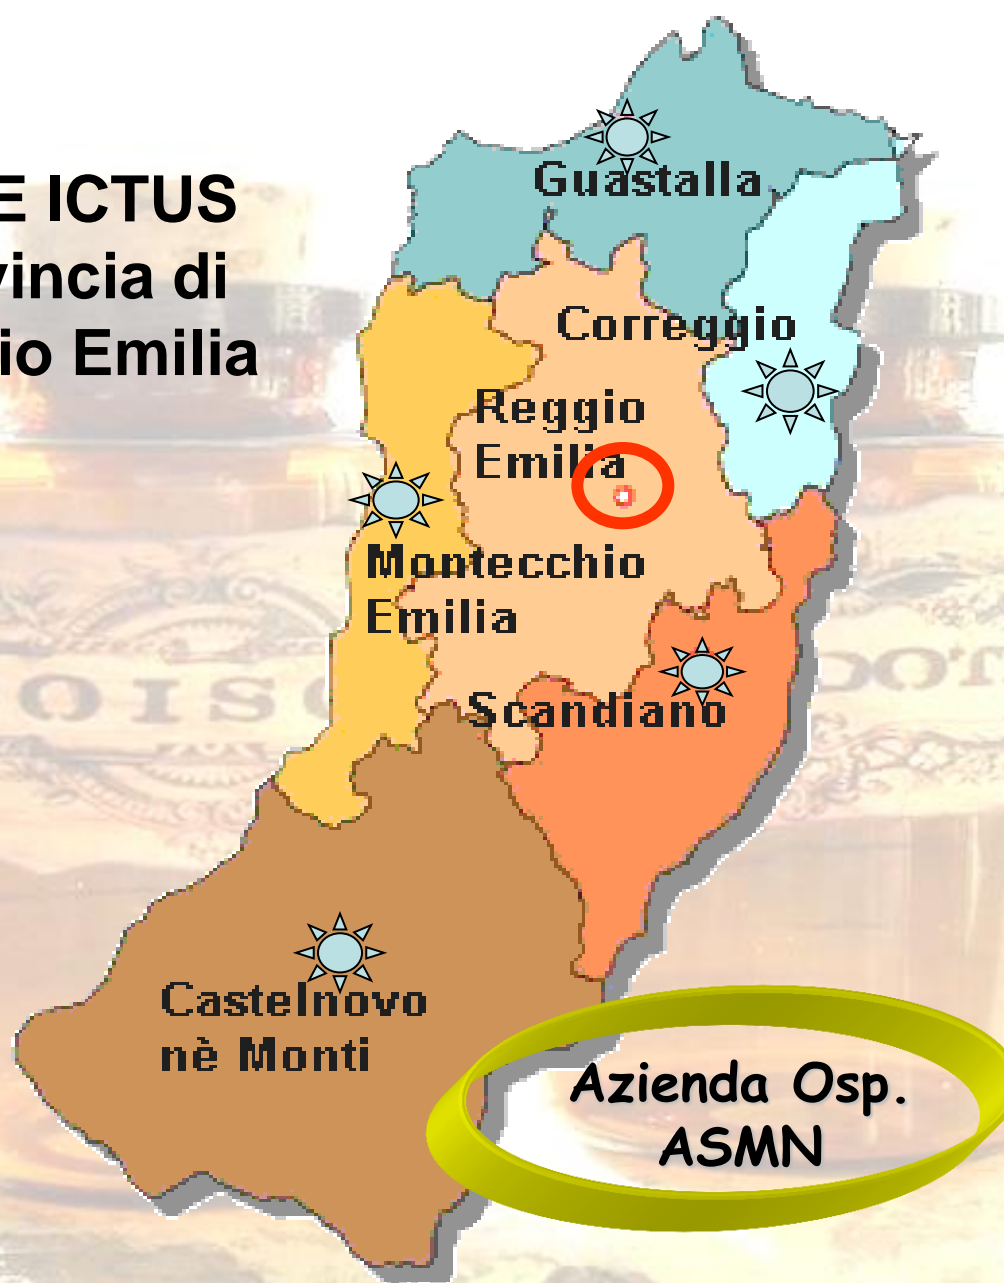 E ICTUS
vincia di
io Emilia
Guastalla
Correggio
Reggio
Emilia
Montecchio
Emilia
Scandiano
Castelnovo
nè Monti
Azienda Osp.
ASMN